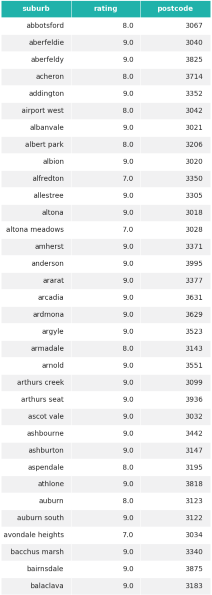 suburb rating postcode
abbotsford 8.0 3067
aberfeldie 9.0 3040
aberfeldy 9.0 3825
acheron 8.0 3714
addington 9.0 3352
airport west 8.0 3042
albanvale 9.0 3021
albert park 8.0 3206
albion 9.0 3020
alfredton 7.0 3350
allestree 9.0 3305
altona 9.0 3018
altona meadows 7.0 3028
amherst 9.0 3371
anderson 9.0 3995
ararat 9.0 3377
arcadia 9.0 3631
ardmona 9.0 3629
argyle 9.0 3523
armadale 8.0 3143
arnold 9.0 3551
arthurs creek 9.0 3099
arthurs seat 9.0 3936
ascot vale 9.0 3032
ashbourne 9.0 3442
ashburton 9.0 3147
aspendale 8.0 3195
athlone 9.0 3818
auburn 8.0 3123
auburn south 9.0 3122
avondale heights 7.0 3034
bacchus marsh 9.0 3340
bairnsdale 9.0 3875
balaclava 9.0 3183